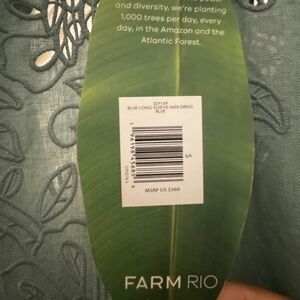 and diversity, we're planting
1,000 trees per day, every
day, in the Amazon and the
Atlantic Forest.
BLUE LONG SLEEVE MIDI DRESS
BLUE
S
MSRP US $360
FARM RIO